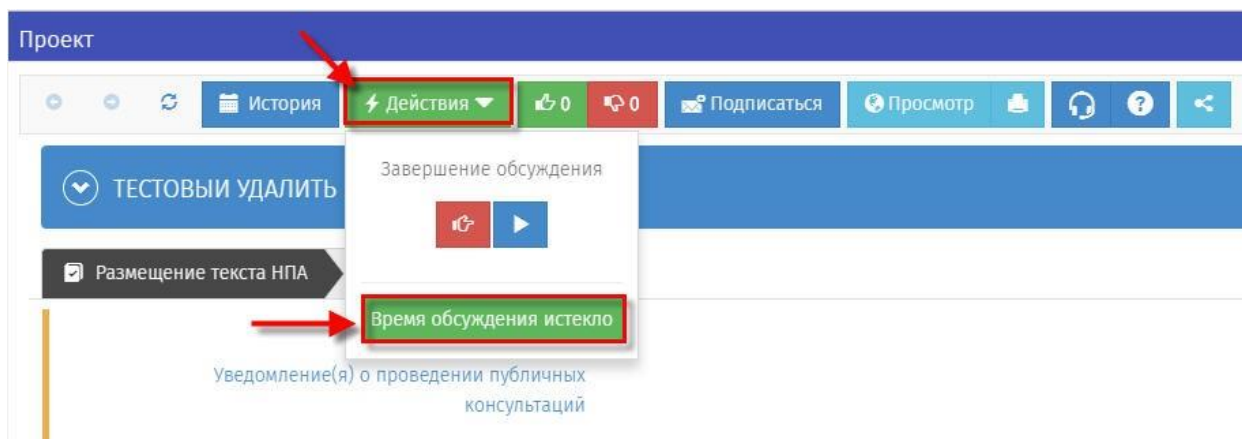 Проект
История Действия 0 0 Подписаться Просмотр
Завершение обсуждения
ТЕСТОВЫИ УДАЛИТЬ
Размещение текста НПА
Время обсуждения истекло
Уведомление(я) о проведении публичных
консультаций